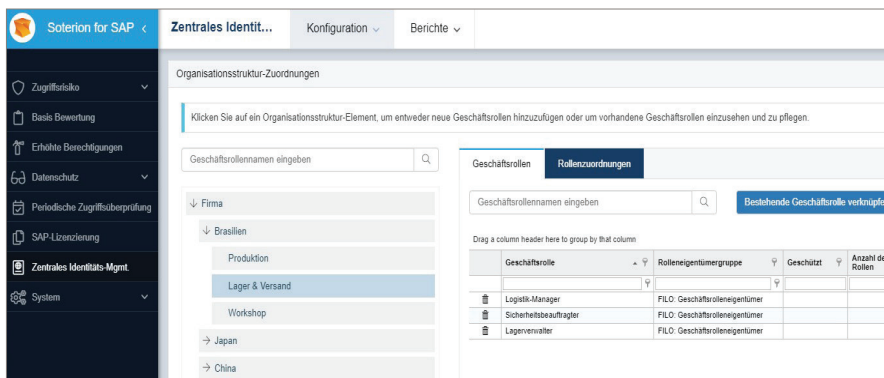 Soterion for SAP
Zentrales Identit...
Konfiguration
Berichte
Zugriffsrisiko
Basis Bewertung
Erhöhte Berechtigungen
Datenschutz
Periodische Zugriffsüberprüfung
SAP-Lizenzierung
Zentrales Identitäts-Mgmt.
System
Organisationsstruktur-Zuordnungen
Klicken Sie auf ein Organisationsstruktur-Element, um entweder neue Geschäftsrollen hinzuzufügen oder um vorhandene Geschäftsrollen einzusehen und zu pflegen.
Geschäftsrollennamen eingeben
Firma
Brasilien
Produktion
Lager & Versand
Workshop
Japan
China
Geschäftsrollen
Rollenzuordnungen
Geschäftsrollennamen eingeben
Bestehende Geschäftsrolle verknüpfe
Drag a column header here to group by that column
Geschäftsrolle Rolleneigentümergruppe Geschützt Anzahl de
Rollen
Logistik-Manager FILO: Geschäftsrolleneigentümer
Sicherheitsbeauftragter FILO: Geschäftsrolleneigentümer
Lagerverwalter FILO: Geschäftsrolleneigentümer